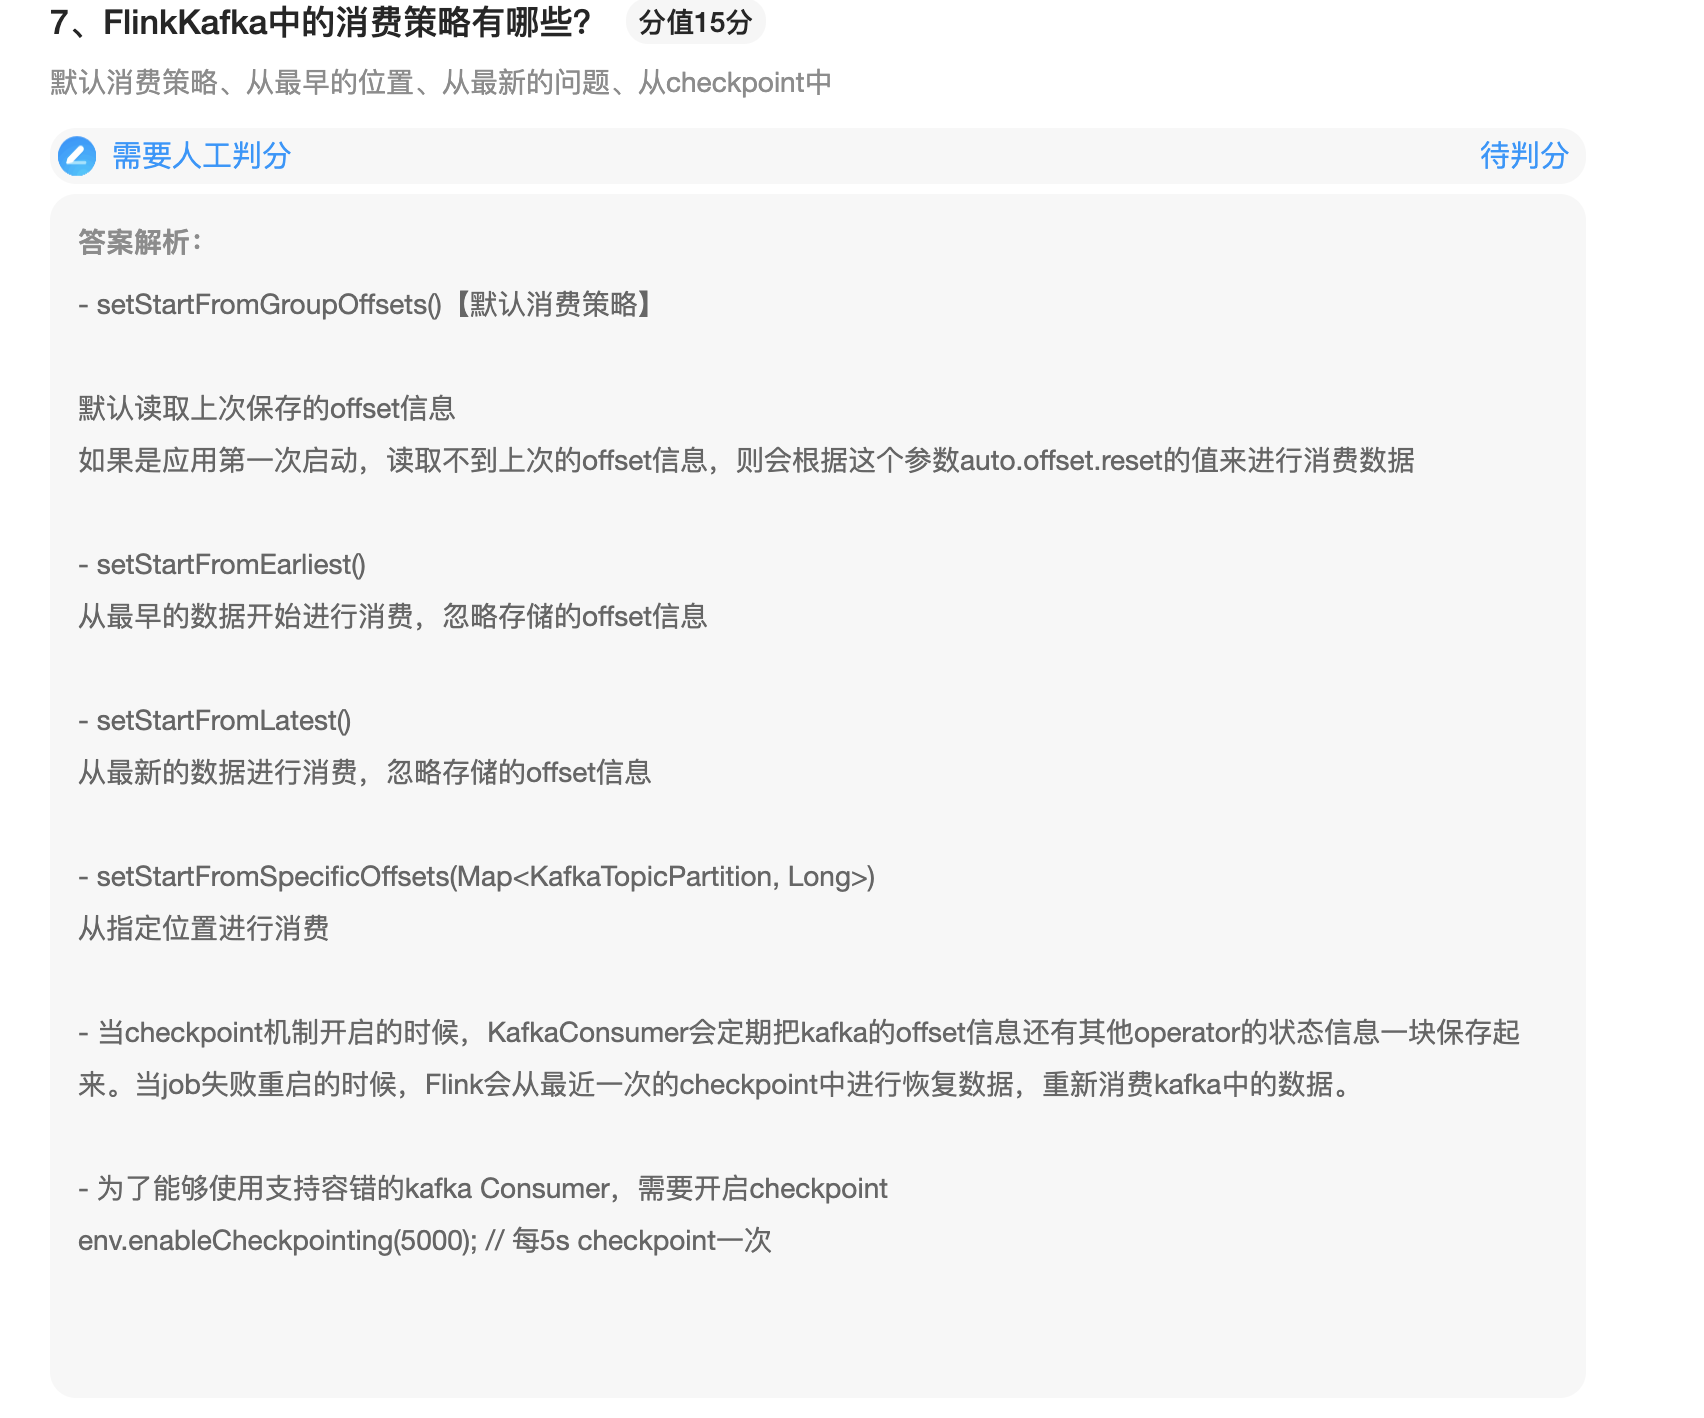 7、FlinkKafka中的消费策略有哪些? 分值15分
默认消费策略、从最早的位置、从最新的问题、从checkpoint中
需要人工判分 待判分
答案解析：
- setStartFromGroupOffsets()【默认消费策略】
默认读取上次保存的offset信息
如果是应用第一次启动，读取不到上次的offset信息，则会根据这个参数auto.offset.reset的值来进行消费数据
- setStartFromEarliest()
从最早的数据开始进行消费，忽略存储的offset信息
- setStartFromLatest()
从最新的数据进行消费，忽略存储的offset信息
- setStartFromSpecificOffsets(Map<KafkaTopicPartition, Long>)
从指定位置进行消费
- 当checkpoint机制开启的时候，KafkaConsumer会定期把kafka的offset信息还有其他operator的状态信息一块保存起
来。当job失败重启的时候，Flink会从最近一次的checkpoint中进行恢复数据，重新消费kafka中的数据。
- 为了能够使用支持容错的kafka Consumer，需要开启checkpoint
env.enableCheckpointing(5000); // 每5s checkpoint一次